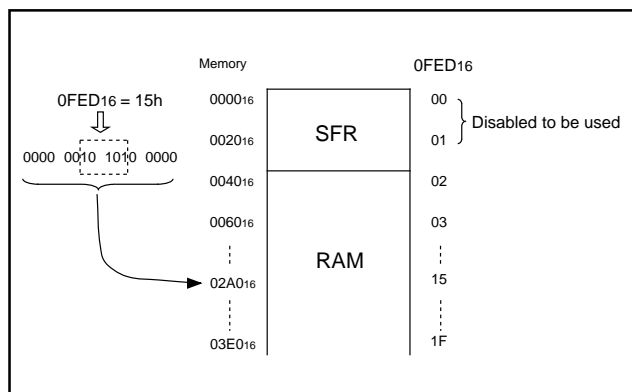 Memory 0FED16
0FED16 = 15h
0000 0010 1010 0000
000016 SFR 00
002016 01 Disabled to be used
004016 02
006016 RAM 03
02A016 15
03E016 1F